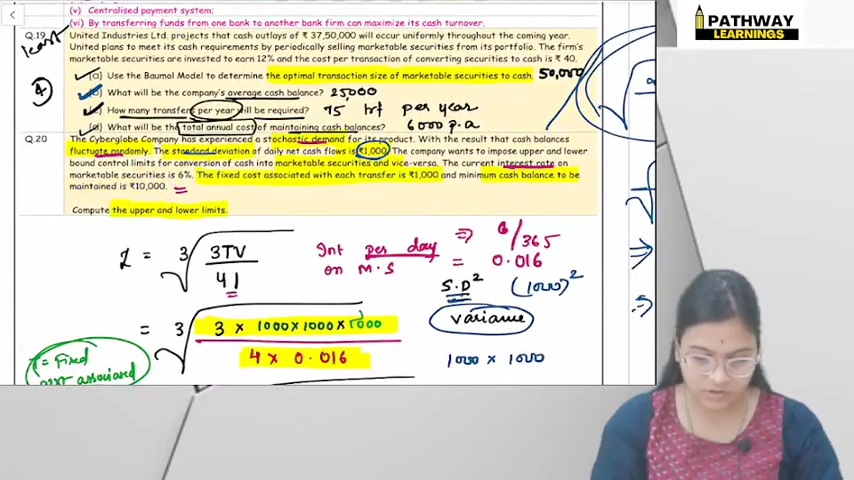 (v) Centralised payment system;
(vi) By transferring funds from one bank to another bank firm can maximize its cash turnover.
Q.19 United Industries Ltd. projects that cash outlays of ₹ 37,50,000 will occur uniformly throughout the coming year.
United plans to meet its cash requirements by periodically selling marketable securities from its portfolio. The firm's
marketable securities are invested to earn 12% and the cost per transaction of converting securities to cash is ₹ 40.
(a) Use the Baumol Model to determine the optimal transaction size of marketable securities to cash. 50,000
What will be the company's average cash balance? 25,000
How many transfers per year will be required? 75 per year
(d) What will be the total annual cost of maintaining cash balances? 6000 p.a
Q.20 The Cyberglobe Company has experienced a stochastic demand for its product. With the result that cash balances
fluctuate randomly. The standard deviation of daily net cash flows is ₹1,000. The company wants to impose upper and lower
bound control limits for conversion of cash into marketable securities and vice-versa. The current interest rate on
marketable securities is 6%. The fixed cost associated with each transfer is ₹1,000 and minimum cash balance to be
maintained is ₹10,000.
Compute the upper and lower limits.
Z = 3√ 3TV / 4I
Int per day on M.S ⇒ 6/365
= 0.016
S.D² (1000)²
variance
= 3√ 3 × 1000×1000×1000 / 4 × 0.016
1000 × 1000
T = Fixed
cost associated
PATHWAY
LEARNINGS